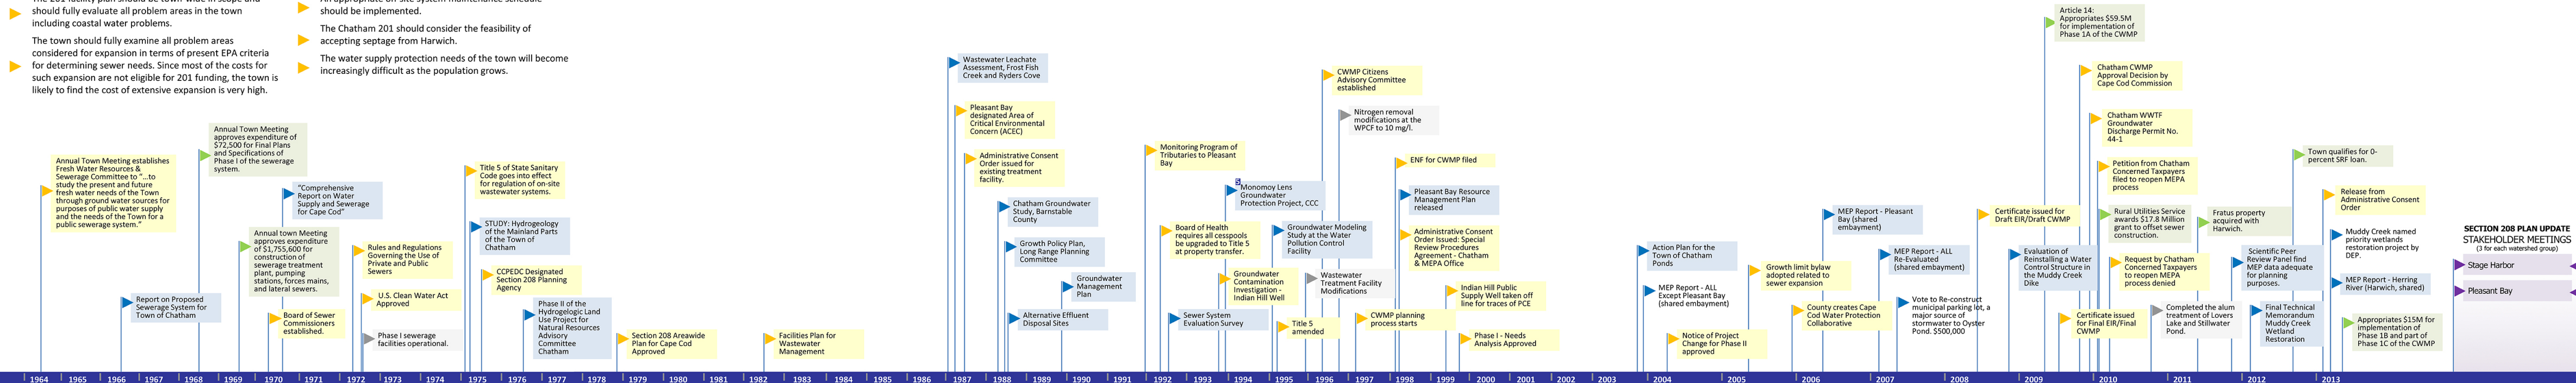 The 201 facility plan should be town-wide in scope and
should fully evaluate all problem areas in the town
including coastal water problems.
The town should fully examine all problem areas
considered for expansion in terms of present EPA criteria
for determining sewer needs. Since most of the costs for
such expansion are not eligible for 201 funding, the town is
likely to find the cost of extensive expansion is very high.
An appropriate on-site system maintenance schedule
should be implemented.
The Chatham 201 should consider the feasibility of
accepting septage from Harwich.
The water supply protection needs of the town will become
increasingly difficult as the population grows.
Annual Town Meeting establishes
Fresh Water Resources &
Sewerage Committee to "...to
study the present and future
fresh water needs of the Town
through ground water sources for
purposes of public water supply
and the needs of the Town for a
public sewerage system."
Report on Proposed
Sewerage System for
Town of Chatham
Annual Town Meeting
approves expenditure of
$72,500 for Final Plans
and Specifications of
Phase I of the sewerage
system.
Annual town Meeting
approves expenditure
of $1,755,600 for
construction of
sewerage treatment
plant, pumping
stations, forces mains,
and lateral sewers.
Board of Sewer
Commissioners
established.
"Comprehensive
Report on Water
Supply and Sewerage
for Cape Cod"
Rules and Regulations
Governing the Use of
Private and Public
Sewers
U.S. Clean Water Act
Approved
Phase I sewerage
facilities operational.
Title 5 of State Sanitary
Code goes into effect
for regulation of on-site
wastewater systems.
STUDY: Hydrogeology
of the Mainland Parts
of the Town of
Chatham
CCPEDC Designated
Section 208 Planning
Agency
Phase II of the
Hydrogelogic Land
Use Project for
Natural Resources
Advisory
Committee
Chatham
Section 208 Areawide
Plan for Cape Cod
Approved
Facilities Plan for
Wastewater
Management
Wastewater Leachate
Assessment, Frost Fish
Creek and Ryders Cove
Pleasant Bay
designated Area of
Critical Environmental
Concern (ACEC)
Administrative Consent
Order issued for
existing treatment
facility.
Chatham Groundwater
Study, Barnstable
County
Growth Policy Plan,
Long Range Planning
Committee
Groundwater
Management
Plan
Alternative Effluent
Disposal Sites
Monitoring Program of
Tributaries to Pleasant
Bay
Board of Health
requires all cesspools
be upgraded to Title 5
at property transfer.
Sewer System
Evaluation Survey
S
Monomoy Lens
Groundwater
Protection Project, CCC
Groundwater
Contamination
Investigation -
Indian Hill Well
Groundwater Modeling
Study at the Water
Pollution Control
Facility
Title 5
amended
CWMP Citizens
Advisory Committee
established
Nitrogen removal
modifications at the
WPCF to 10 mg/l.
Wastewater
Treatment Facility
Modifications
CWMP planning
process starts
ENF for CWMP filed
Pleasant Bay Resource
Management Plan
released
Administrative Consent
Order Issued: Special
Review Procedures
Agreement - Chatham
& MEPA Office
Indian Hill Public
Supply Well taken off
line for traces of PCE
Phase I - Needs
Analysis Approved
Action Plan for the
Town of Chatham
Ponds
MEP Report - ALL
Except Pleasant Bay
(shared embayment)
Notice of Project
Change for Phase II
approved
Growth limit bylaw
adopted related to
sewer expansion
County creates Cape
Cod Water Protection
Collaborative
MEP Report - Pleasant
Bay (shared
embayment)
MEP Report - ALL
Re-Evaluated
(shared embayment)
Vote to Re-construct
municipal parking lot, a
major source of
stormwater to Oyster
Pond. $500,000
Certificate issued for
Draft EIR/Draft CWMP
Evaluation of
Reinstalling a Water
Control Structure in
the Muddy Creek
Dike
Article 14:
Appropriates $59.5M
for implementation of
Phase 1A of the CWMP
Chatham CWMP
Approval Decision by
Cape Cod Commission
Chatham WWTF
Groundwater
Discharge Permit No.
44-1
Petition from Chatham
Concerned Taxpayers
filed to reopen MEPA
process
Rural Utilities Service
awards $17.8 Million
grant to offset sewer
construction.
Request by Chatham
Concerned Taxpayers
to reopen MEPA
process denied
Certificate issued
for Final EIR/Final
CWMP
Completed the alum
treatment of Lovers
Lake and Stillwater
Pond.
Fratus property
acquired with
Harwich.
Scientific Peer
Review Panel find
MEP data adequate
for planning
purposes.
Final Technical
Memorandum
Muddy Creek
Wetland
Restoration
Town qualifies for 0-
percent SRF loan.
Release from
Administrative Consent
Order
Muddy Creek named
priority wetlands
restoration project by
DEP.
MEP Report - Herring
River (Harwich, shared)
Appropriates $15M for
implementation of
Phase 1B and part of
Phase 1C of the CWMP
SECTION 208 PLAN UPDATE
STAKEHOLDER MEETINGS
(3 for each watershed group)
Stage Harbor
Pleasant Bay
1964 1965 1966 1967 1968 1969 1970 1971 1972 1973 1974 1975 1976 1977 1978 1979 1980 1981 1982 1983 1984 1985 1986 1987 1988 1989 1990 1991 1992 1993 1994 1995 1996 1997 1998 1999 2000 2001 2002 2003 2004 2005 2006 2007 2008 2009 2010 2011 2012 2013